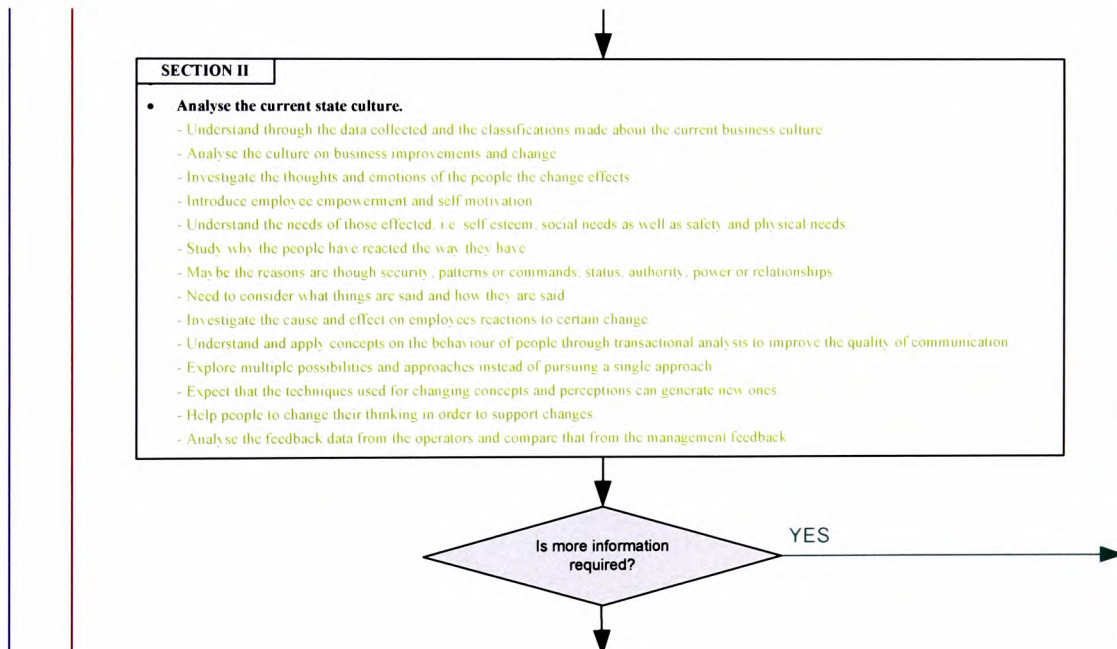 SECTION II
• Analyse the current state culture.
- Understand through the data collected and the classifications made about the current business culture
- Analyse the culture on business improvements and change
- Investigate the thoughts and emotions of the people the change effects
- Introduce employee empowerment and self motivation
- Understand the needs of those effected, i.e. self esteem, social needs as well as safety and physical needs
- Study why the people have reacted the way they have
- Maybe the reasons are though security, patterns or commands, status, authority, power or relationships
- Need to consider what things are said and how they are said
- Investigate the cause and effect on employees reactions to certain change.
- Understand and apply concepts on the behaviour of people through transactional analysis to improve the quality of communication
- Explore multiple possibilities and approaches instead of pursuing a single approach
- Expect that the techniques used for changing concepts and perceptions can generate new ones
- Help people to change their thinking in order to support changes
- Analyse the feedback data from the operators and compare that from the management feedback
Is more information
required?
YES